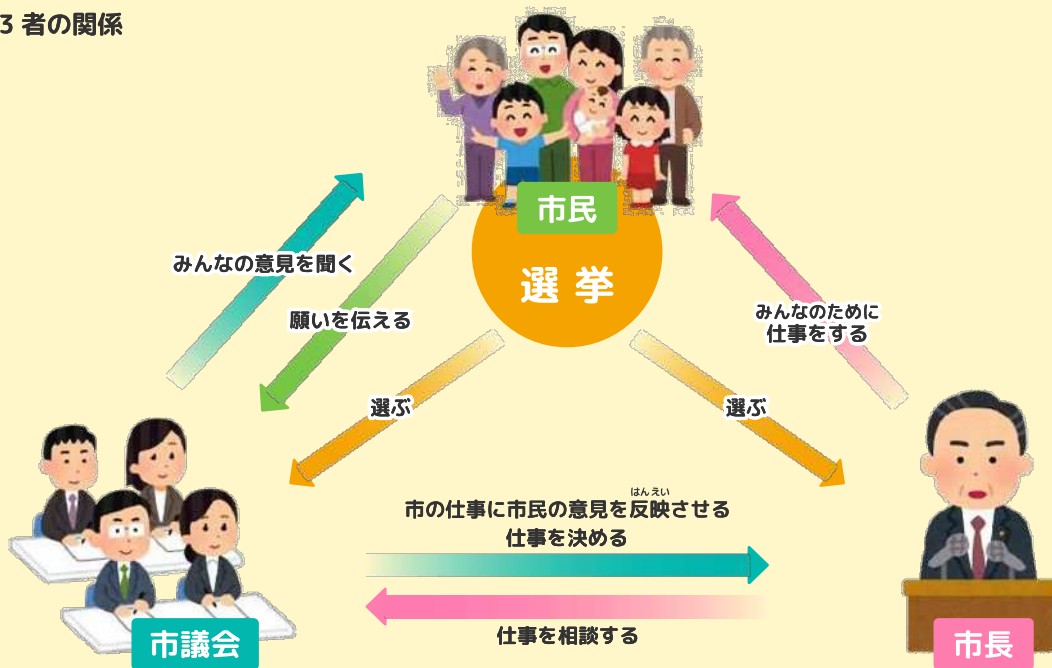 3者の関係
市民
選挙
みんなの意見を聞く
願いを伝える
みんなのために
仕事をする
選ぶ
選ぶ
はんえい
市の仕事に市民の意見を反映させる
仕事を決める
仕事を相談する
市議会
市長